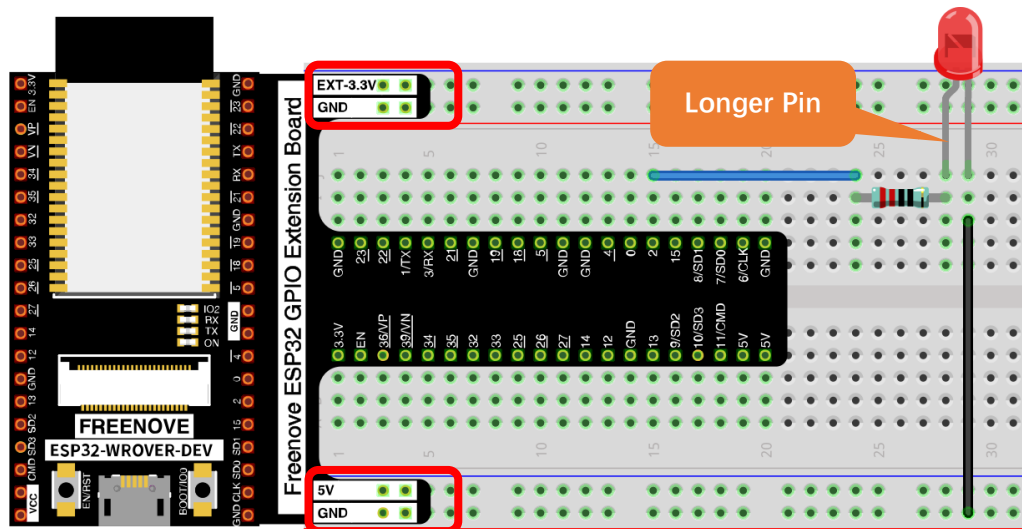 3.3V
EN
VP
VN
34
35
32
33
25
26
27
14
12
GND
13
SD2
SD3
CMD
VCC
GND
23
22
TX
RX
21
GND
19
18
5
GND
4
0
2
15
SD1
SD0
CLK
GND
IO2
RX
TX
ON
FREENOVE
ESP32-WROVER-DEV
EN/RST
BOOT/IO0
Freenove ESP32 GPIO Extension Board
EXT-3.3V
GND
Longer Pin
1 5 10 15 20 25 30
GND 23 22 1/TX 3/RX 21 GND 19 18 5 GND GND 4 0 2 15 8/SD1 7/SD0 6/CLK GND
3.3V EN 36/VP 39/VN 34 35 32 33 25 26 27 14 12 GND 13 9/SD2 10/SD3 11/CMD 5V 5V
1 5 10 15 20 25 30
5V
GND